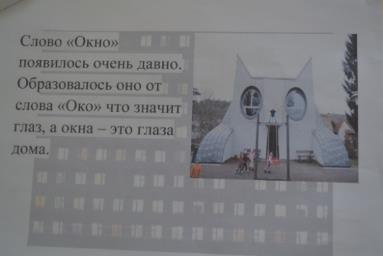 Слово «Окно»
появилось очень давно.
Образовалось оно от
слова «Око» что значит
глаз, а окна – это глаза
дома.